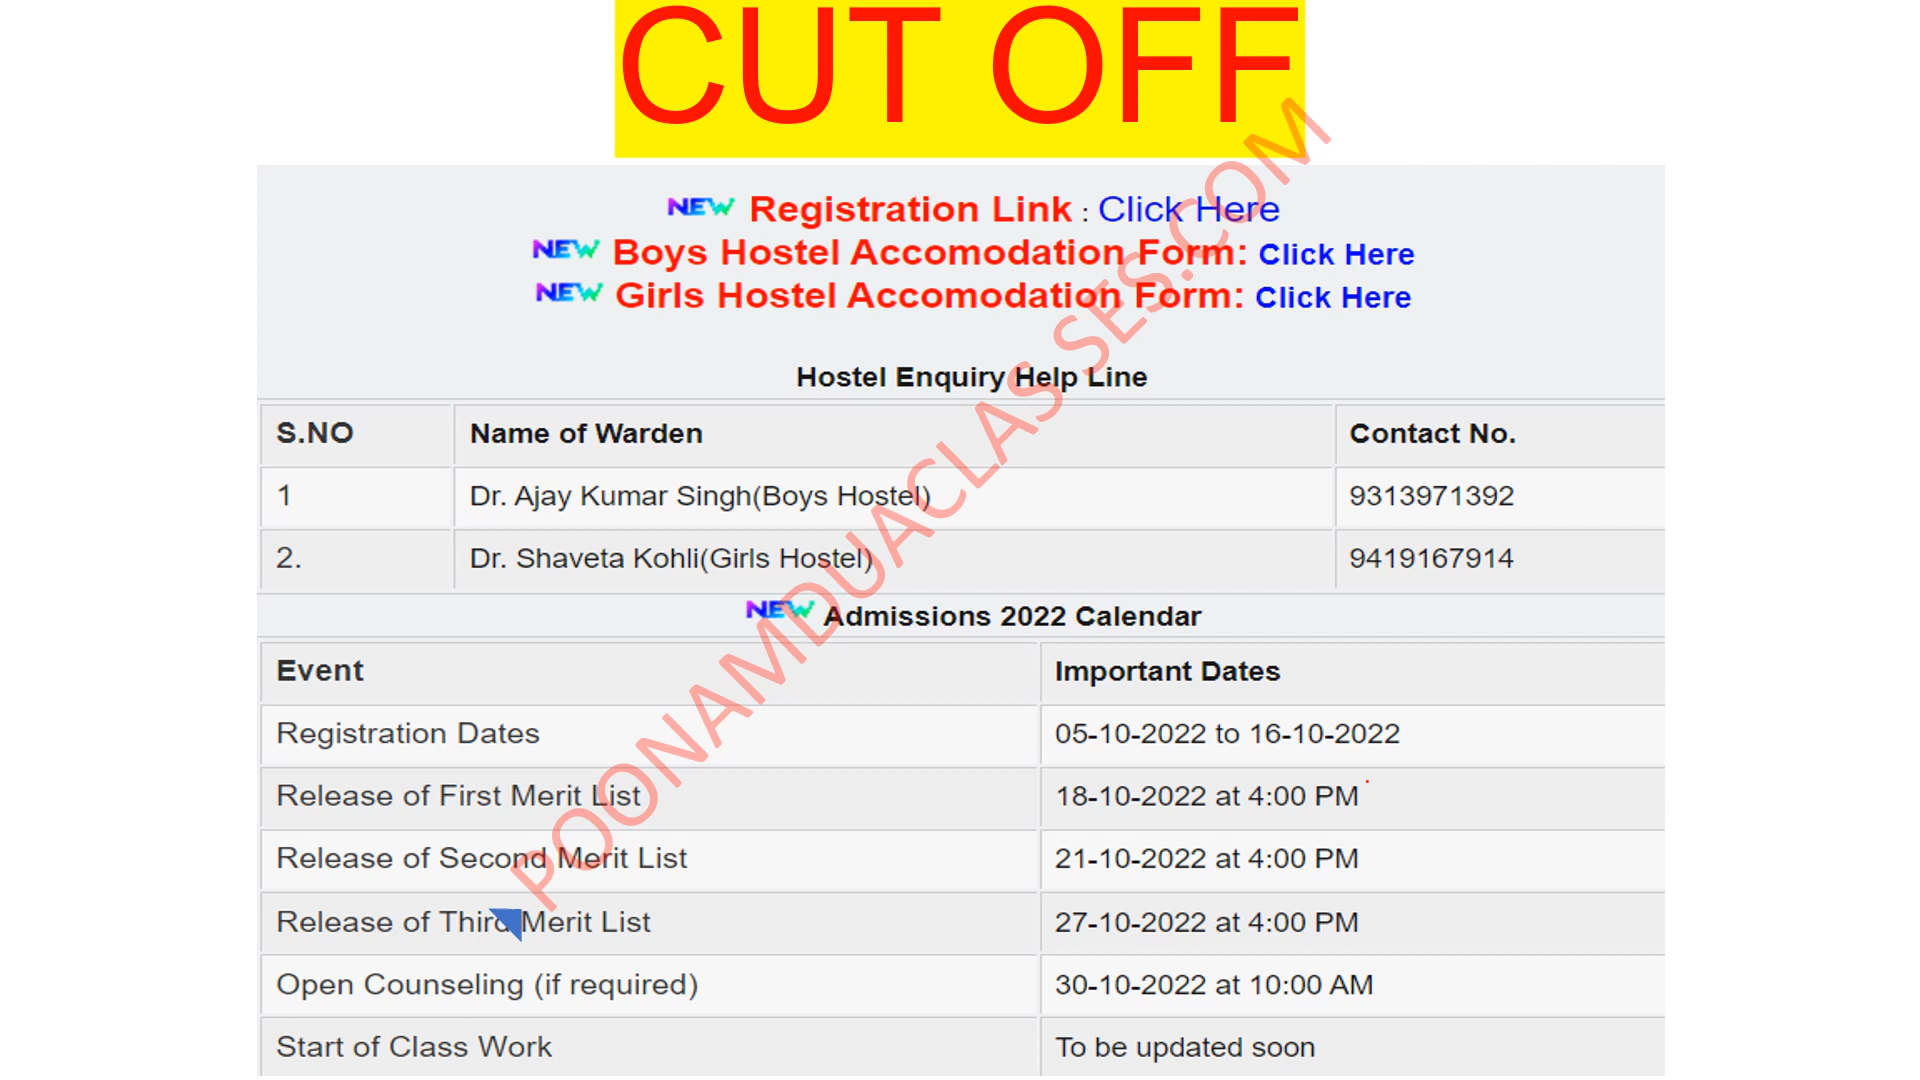 CUT OFF
NEW Registration Link : Click Here
NEW Boys Hostel Accomodation Form: Click Here
NEW Girls Hostel Accomodation Form: Click Here
Hostel Enquiry Help Line
S.NO Name of Warden Contact No.
1 Dr. Ajay Kumar Singh(Boys Hostel) 9313971392
2. Dr. Shaveta Kohli(Girls Hostel) 9419167914
NEW Admissions 2022 Calendar
Event Important Dates
Registration Dates 05-10-2022 to 16-10-2022
Release of First Merit List 18-10-2022 at 4:00 PM
Release of Second Merit List 21-10-2022 at 4:00 PM
Release of Third Merit List 27-10-2022 at 4:00 PM
Open Counseling (if required) 30-10-2022 at 10:00 AM
Start of Class Work To be updated soon
POONAMDUACLAS SES.COM